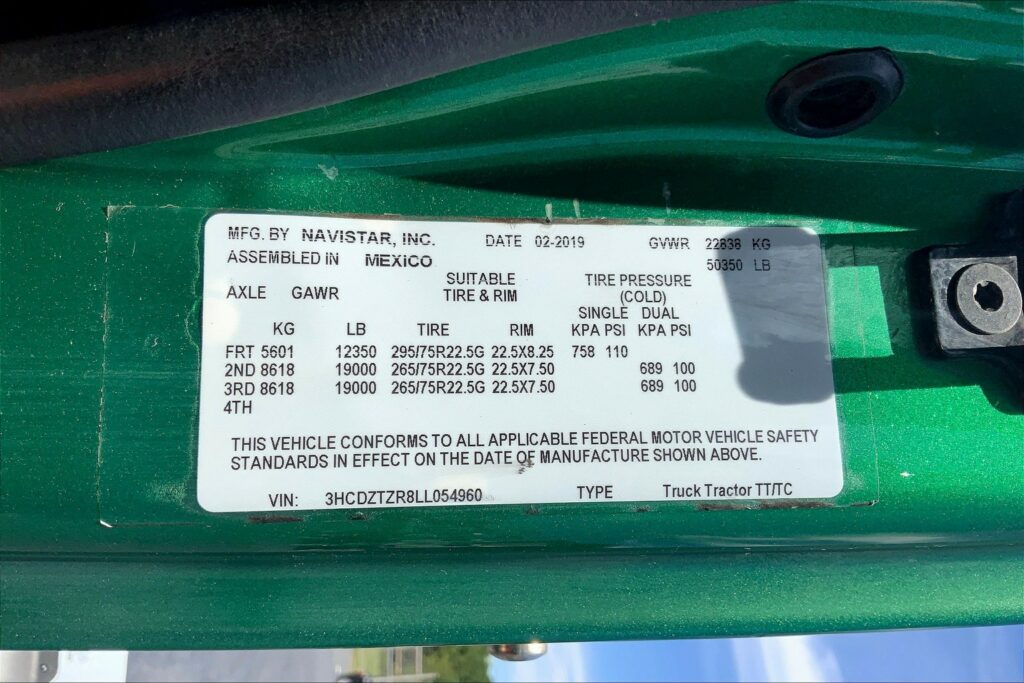 MFG. BY NAVISTAR, INC. DATE 02-2019 GVWR 22838 KG
ASSEMBLED IN MEXICO 50350 LB
SUITABLE TIRE PRESSURE
AXLE GAWR TIRE & RIM (COLD)
SINGLE DUAL
KG LB TIRE RIM KPA PSI KPA PSI
FRT 5601 12350 295/75R22.5G 22.5X8.25 758 110
2ND 8618 19000 265/75R22.5G 22.5X7.50 689 100
3RD 8618 19000 265/75R22.5G 22.5X7.50 689 100
4TH
THIS VEHICLE CONFORMS TO ALL APPLICABLE FEDERAL MOTOR VEHICLE SAFETY
STANDARDS IN EFFECT ON THE DATE OF MANUFACTURE SHOWN ABOVE.
VIN: 3HCDZTZR8LL054960 TYPE Truck Tractor TT/TC